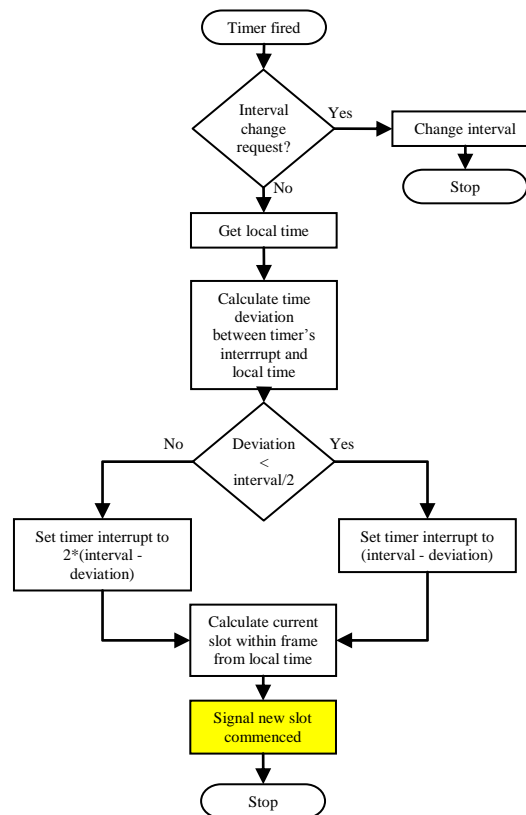 Timer fired
Interval
change
request?
Yes
Change interval
Stop
No
Get local time
Calculate time
deviation
between timer's
interrrupt and
local time
No
Deviation
<
interval/2
Yes
Set timer interrupt to
2*(interval -
deviation)
Set timer interrupt to
(interval - deviation)
Calculate current
slot within frame
from local time
Signal new slot
commenced
Stop